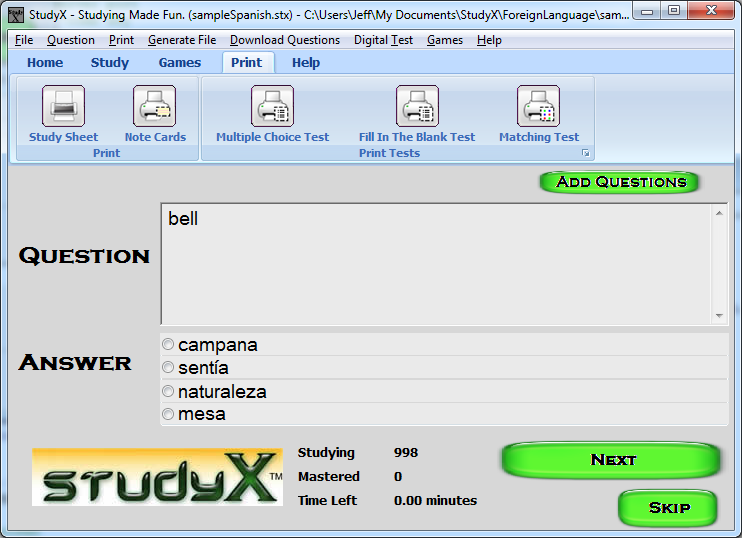 StudyX - Studying Made Fun. (sampleSpanish.stx) - C:\Users\Jeff\My Documents\StudyX\ForeignLanguage\sam...
File Question Print Generate File Download Questions Digital Test Games Help
Home Study Games Print Help
Study Sheet Note Cards Multiple Choice Test Fill In The Blank Test Matching Test
Print Print Tests
Add Questions
Question
bell
Answer
campana
sentía
naturaleza
mesa
studyX™
Studying 998
Mastered 0
Time Left 0.00 minutes
Next
Skip